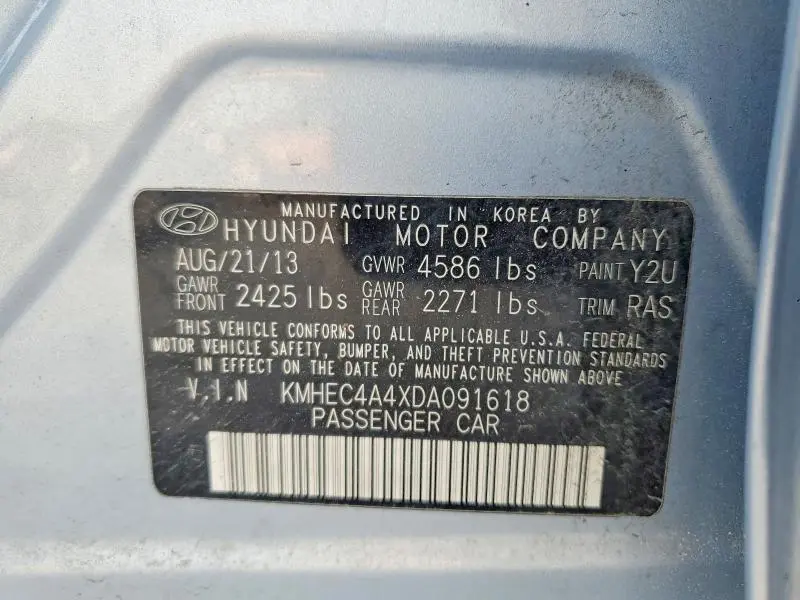 MANUFACTURED IN KOREA BY
HYUNDAI MOTOR COMPANY
AUG/21/13 GVWR 4586 lbs PAINT Y2U
GAWR FRONT 2425 lbs GAWR REAR 2271 lbs TRIM RAS
THIS VEHICLE CONFORMS TO ALL APPLICABLE U.S.A. FEDERAL
MOTOR VEHICLE SAFETY, BUMPER, AND THEFT PREVENTION STANDARDS
IN EFFECT ON THE DATE OF MANUFACTURE SHOWN ABOVE
V.I.N KMHEC4A4XDA091618
PASSENGER CAR